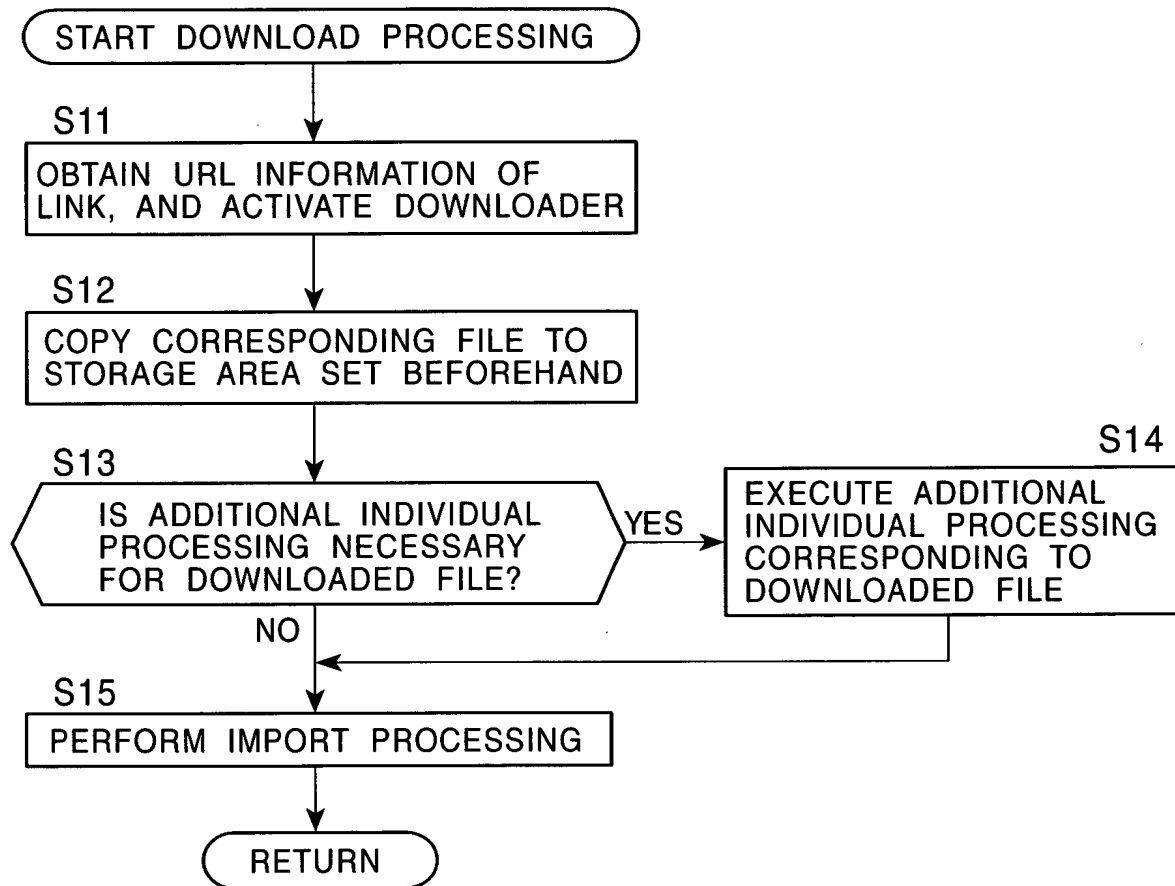 START DOWNLOAD PROCESSING
S11
OBTAIN URL INFORMATION OF
LINK, AND ACTIVATE DOWNLOADER
S12
COPY CORRESPONDING FILE TO
STORAGE AREA SET BEFOREHAND
S13
IS ADDITIONAL INDIVIDUAL
PROCESSING NECESSARY
FOR DOWNLOADED FILE?
YES
S14
EXECUTE ADDITIONAL
INDIVIDUAL PROCESSING
CORRESPONDING TO
DOWNLOADED FILE
NO
S15
PERFORM IMPORT PROCESSING
RETURN